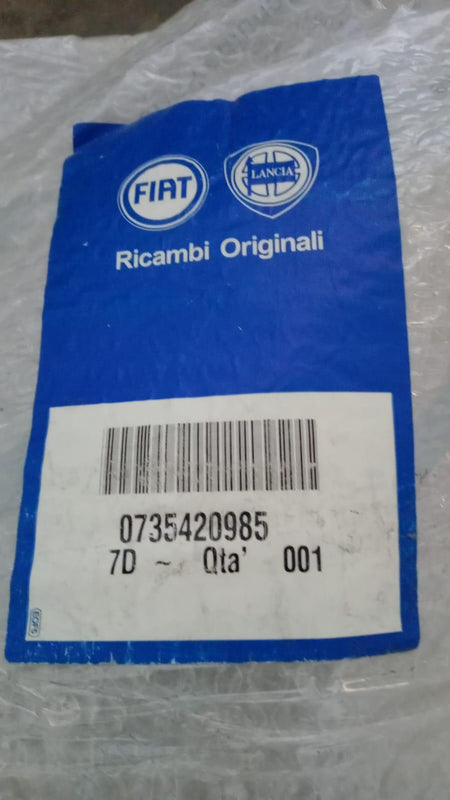 FIAT
LANCIA
Ricambi Originali
0735420985
7D ~ Qta' 001